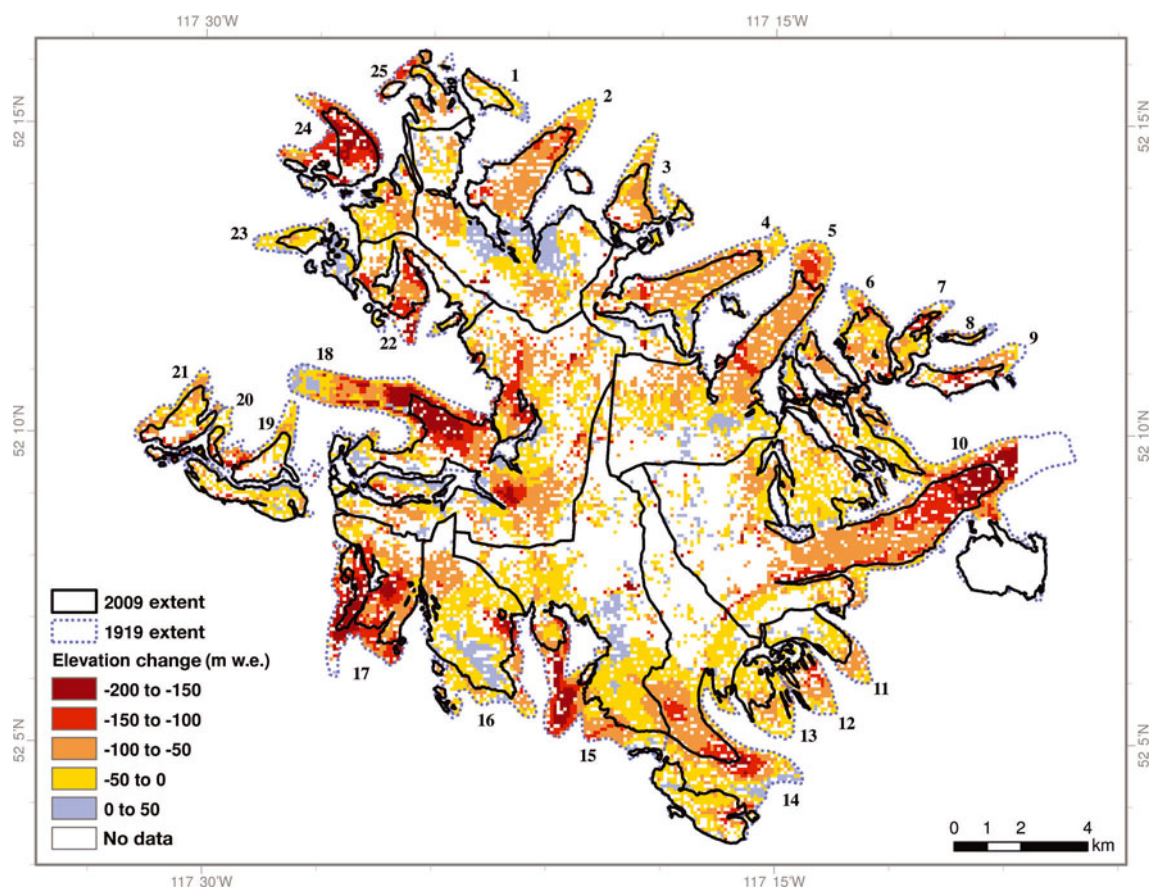 117 30'W 117 15'W
25 1
2
52 15'N 24 52 15'N
3
4 5
23
6 7
8
22 9
18
21
20
52 10'N 19 52 10'N
10
2009 extent
1919 extent
Elevation change (m w.e.)
-200 to -150
17
-150 to -100
11
16
12
-100 to -50
15 13
52 5'N 52 5'N
-50 to 0
14
0 to 50
No data
0 1 2 4
km
117 30'W 117 15'W